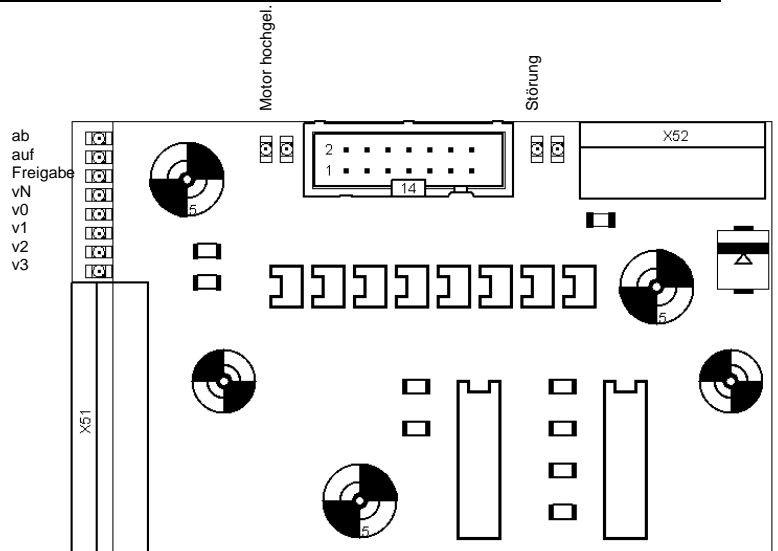 Motor hochgel.
Störung
ab
auf
Freigabe
vN
v0
v1
v2
v3
2
1
14
X52
5
5
X51
5